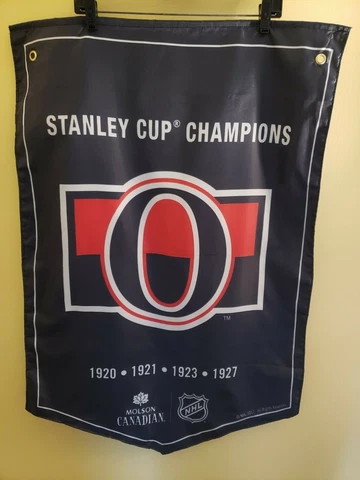 STANLEY CUP® CHAMPIONS
O
™
1920 • 1921 • 1923 • 1927
MOLSON
CANADIAN
NHL